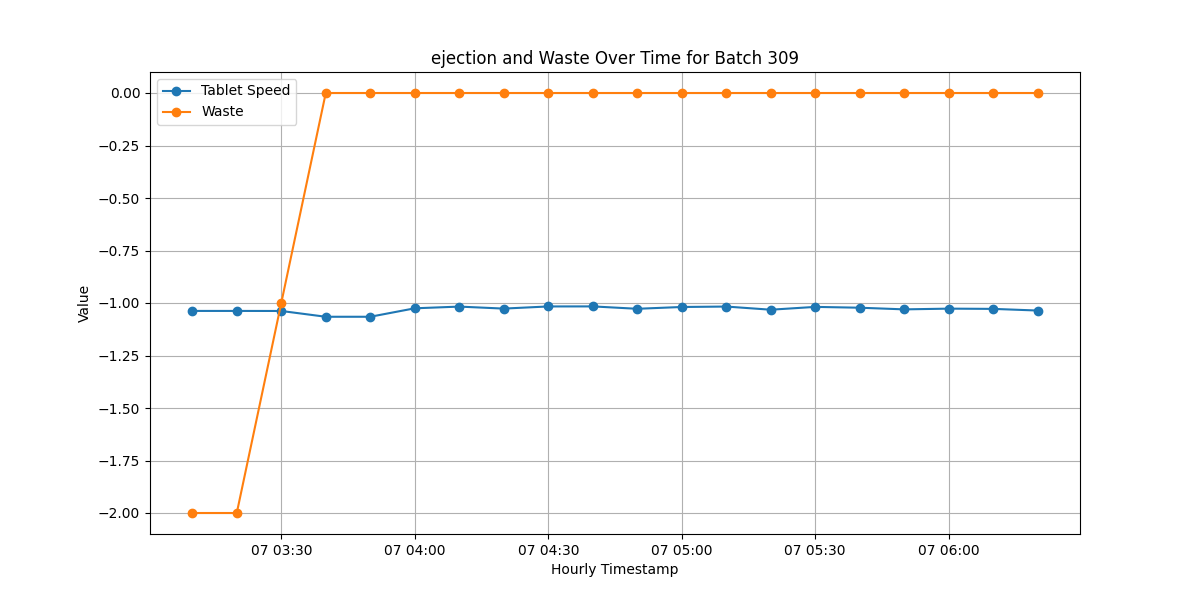 ejection and Waste Over Time for Batch 309
Tablet Speed
Waste
0.00
−0.25
−0.50
−0.75
−1.00
−1.25
−1.50
−1.75
−2.00
Value
07 03:30 07 04:00 07 04:30 07 05:00 07 05:30 07 06:00
Hourly Timestamp